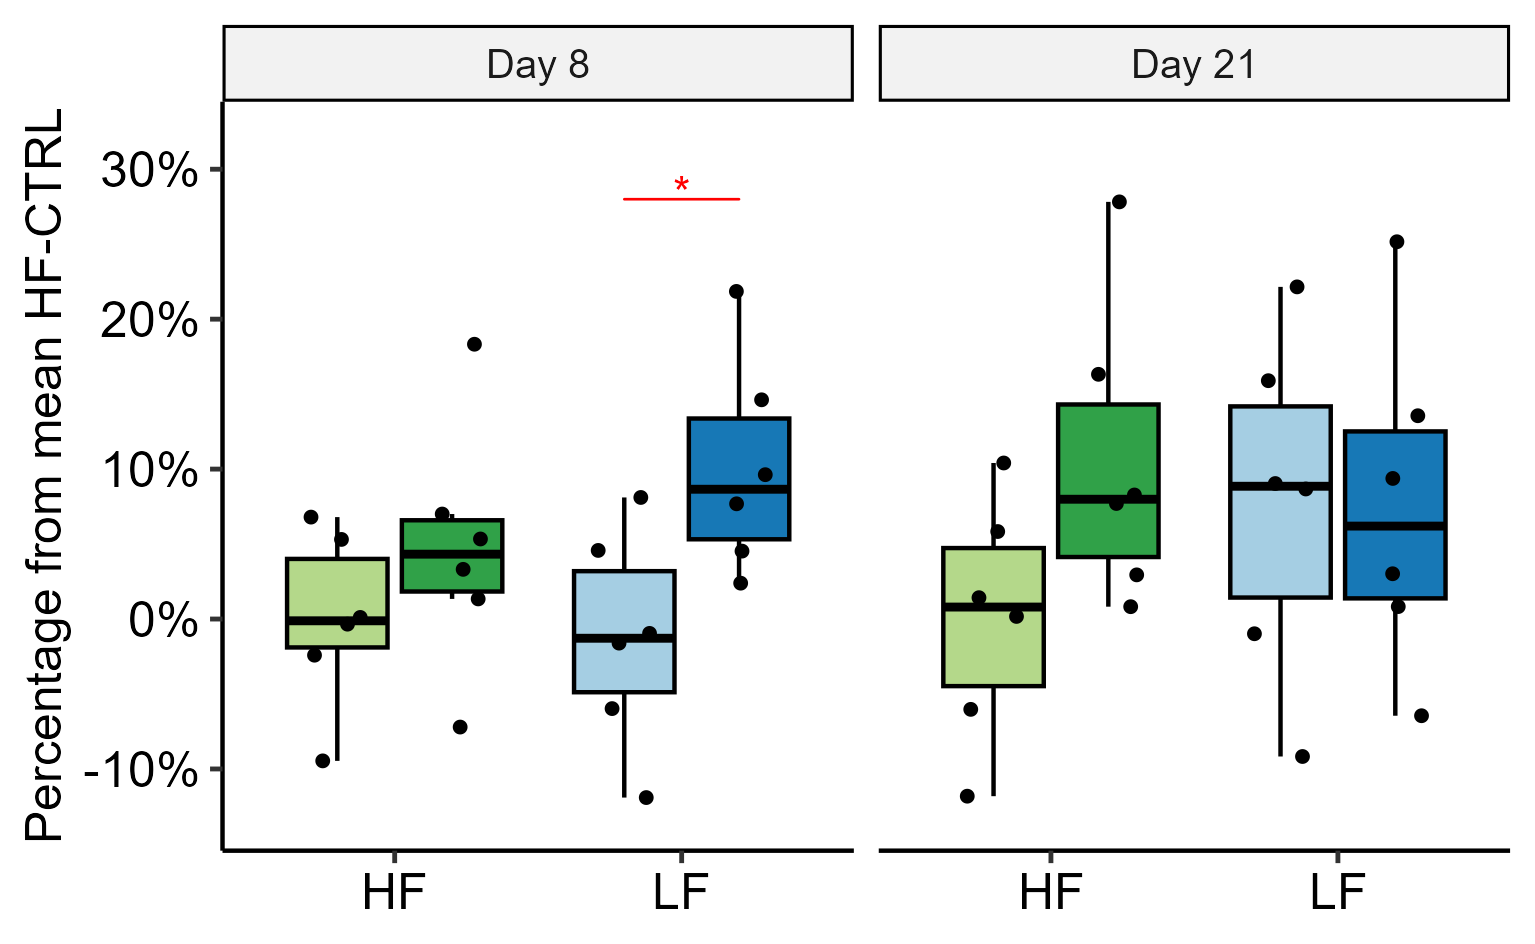 Day 8
Day 21
Percentage from mean HF-CTRL
30%
20%
10%
0%
-10%
*
HF
LF
HF
LF